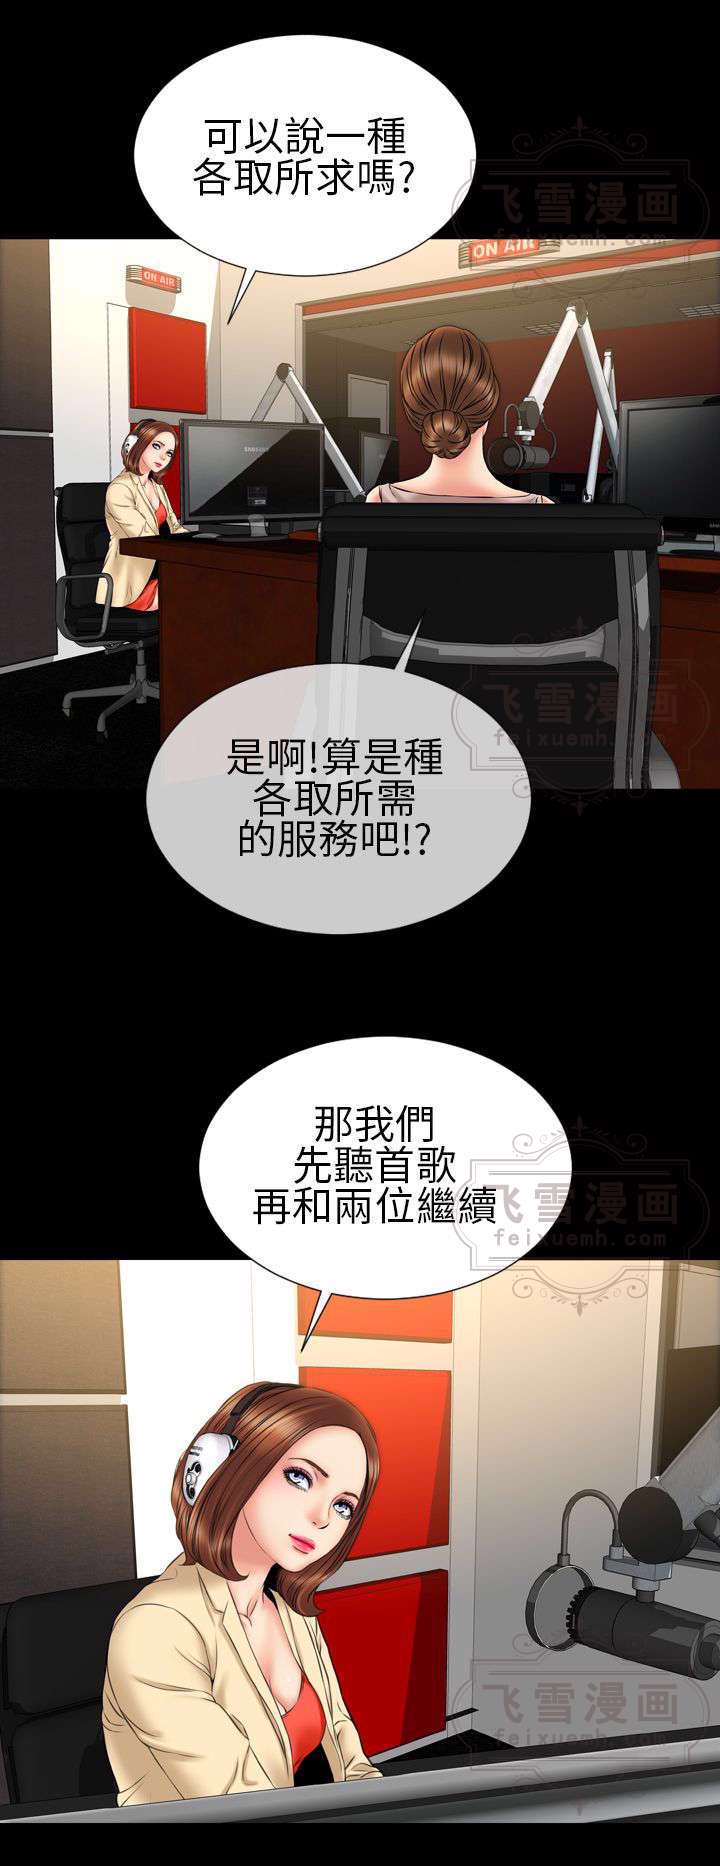 可以說一種
各取所求嗎?
飞雪漫画
feixuemh.com
ON AIR
ON AIR
SAMSUNG
飞雪漫画
feixuemh.com
是啊!算是種
各取所需
的服務吧!?
那我們
先聽首歌
再和兩位繼續
飞雪漫画
feixuemh.com
飞雪漫画
feixuemh.com